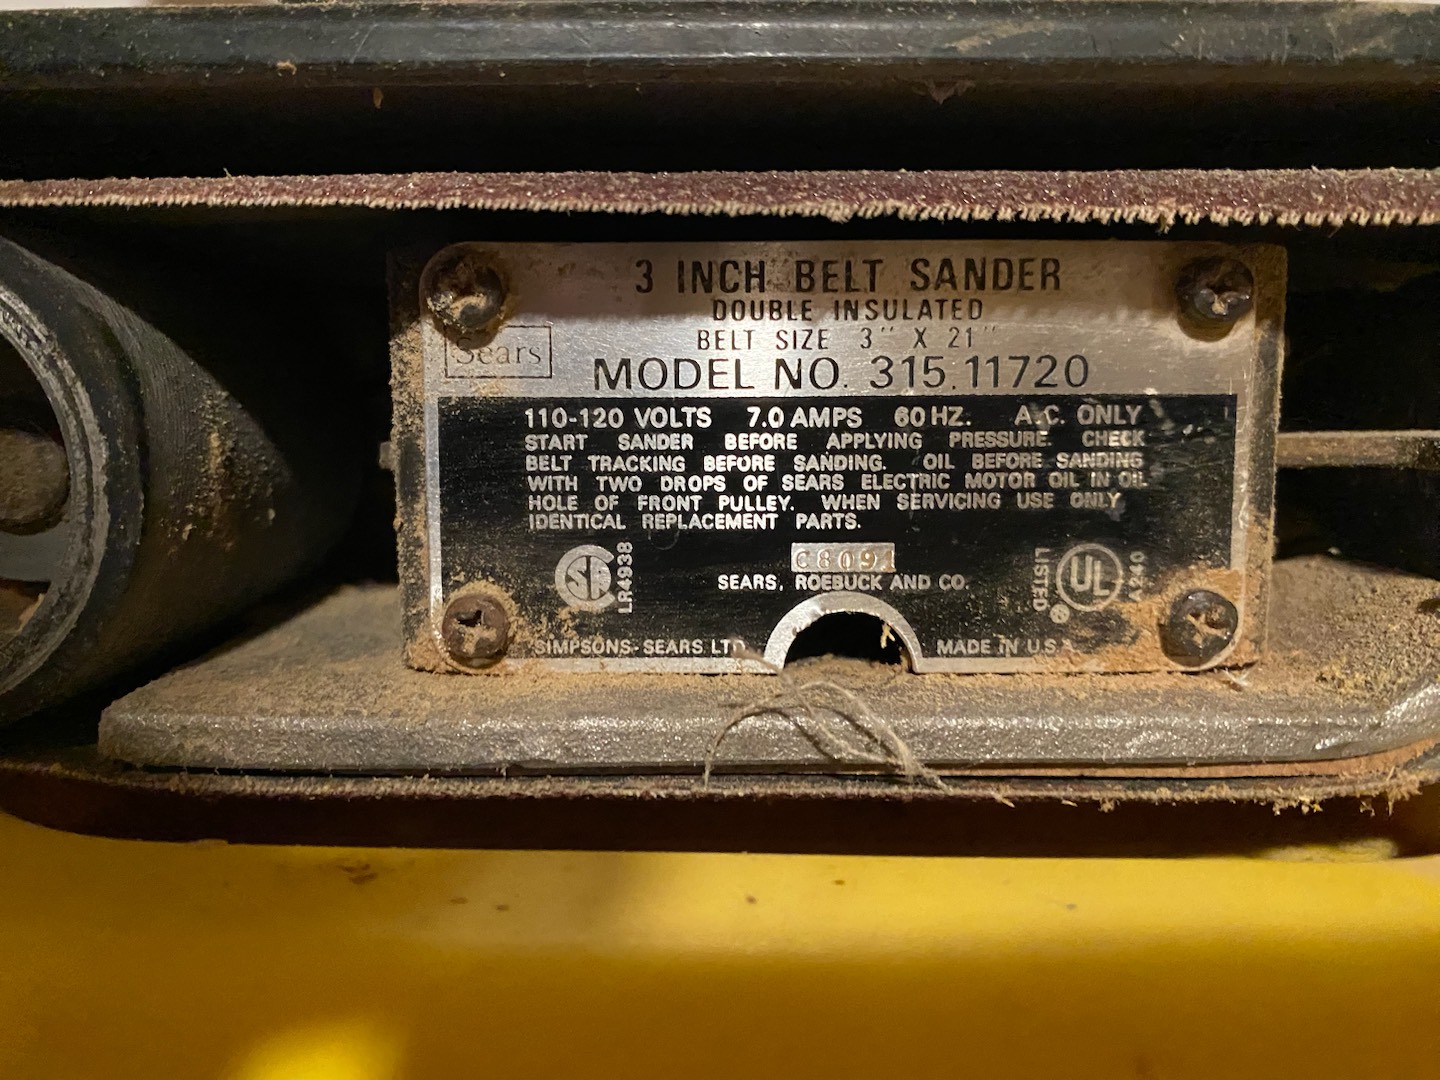 3 INCH BELT SANDER
DOUBLE INSULATED
BELT SIZE 3" X 21"
Sears
MODEL NO. 315.11720
110-120 VOLTS 7.0 AMPS 60 HZ. A.C. ONLY
START SANDER BEFORE APPLYING PRESSURE. CHECK
BELT TRACKING BEFORE SANDING. OIL BEFORE SANDING
WITH TWO DROPS OF SEARS ELECTRIC MOTOR OIL IN OIL
HOLE OF FRONT PULLEY. WHEN SERVICING USE ONLY
IDENTICAL REPLACEMENT PARTS.
SA
LR4938
C8091
SEARS, ROEBUCK AND CO.
LISTED
UL
A240
SIMPSONS-SEARS LTD.
MADE IN U.S.A.